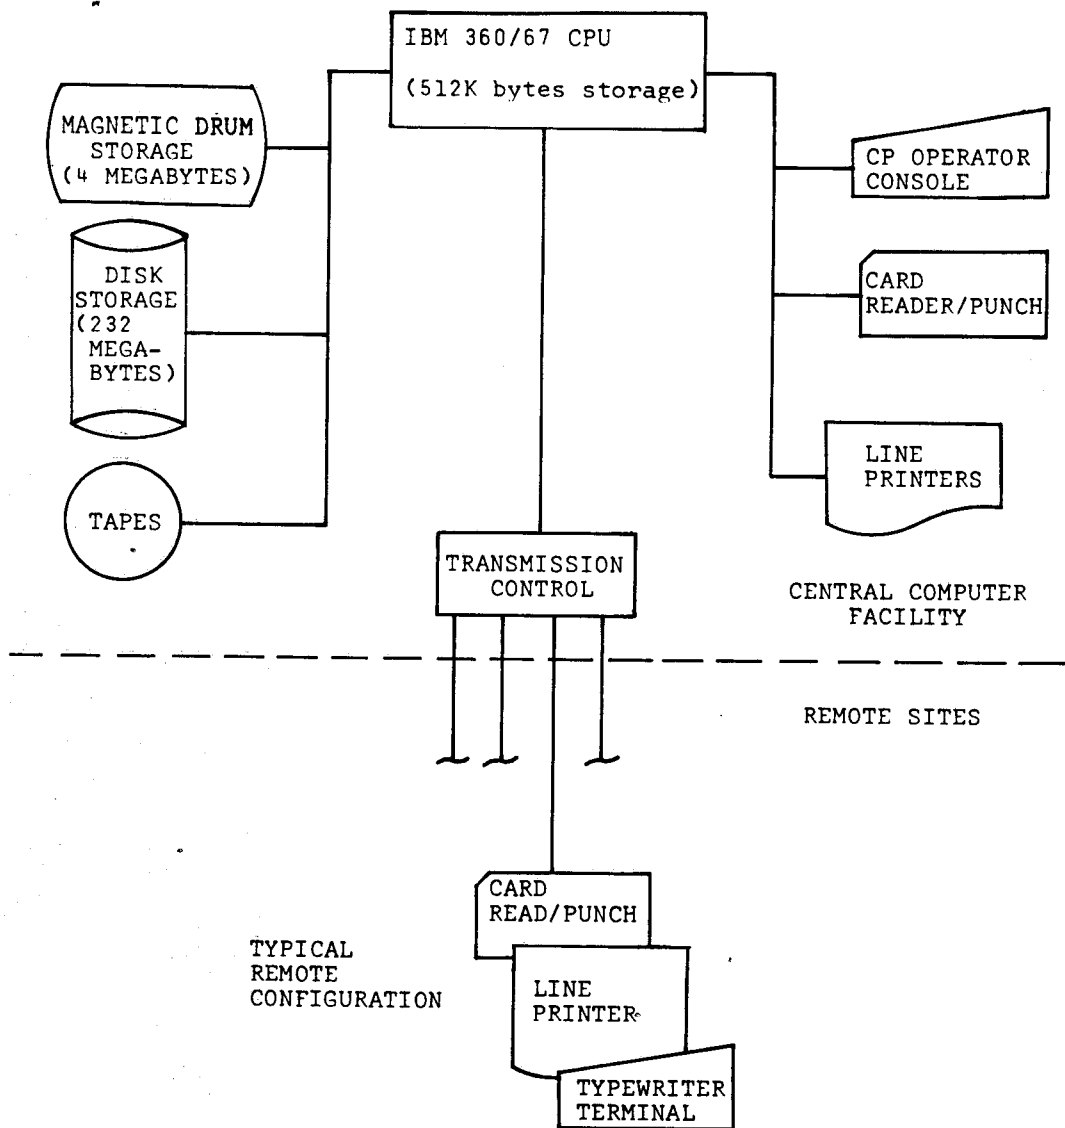 IBM 360/67 CPU
(512K bytes storage)
MAGNETIC DRUM
STORAGE
(4 MEGABYTES)
DISK
STORAGE
(232
MEGA-
BYTES)
TAPES
CP OPERATOR
CONSOLE
CARD
READER/PUNCH
LINE
PRINTERS
TRANSMISSION
CONTROL
CENTRAL COMPUTER
FACILITY
REMOTE SITES
CARD
READ/PUNCH
TYPICAL
REMOTE
CONFIGURATION
LINE
PRINTER
TYPEWRITER
TERMINAL